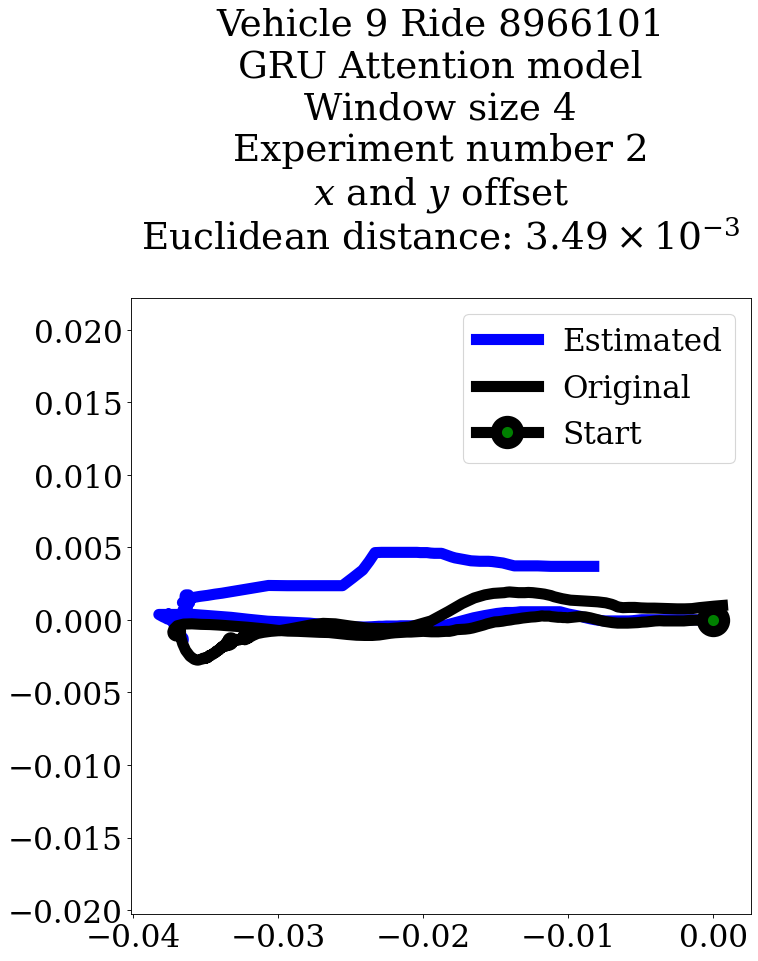 Vehicle 9 Ride 8966101
GRU Attention model
Window size 4
Experiment number 2
x and y offset
Euclidean distance: 3.49 × 10⁻³
Estimated
Original
Start
0.020
0.015
0.010
0.005
0.000
−0.005
−0.010
−0.015
−0.020
−0.04 −0.03 −0.02 −0.01 0.00